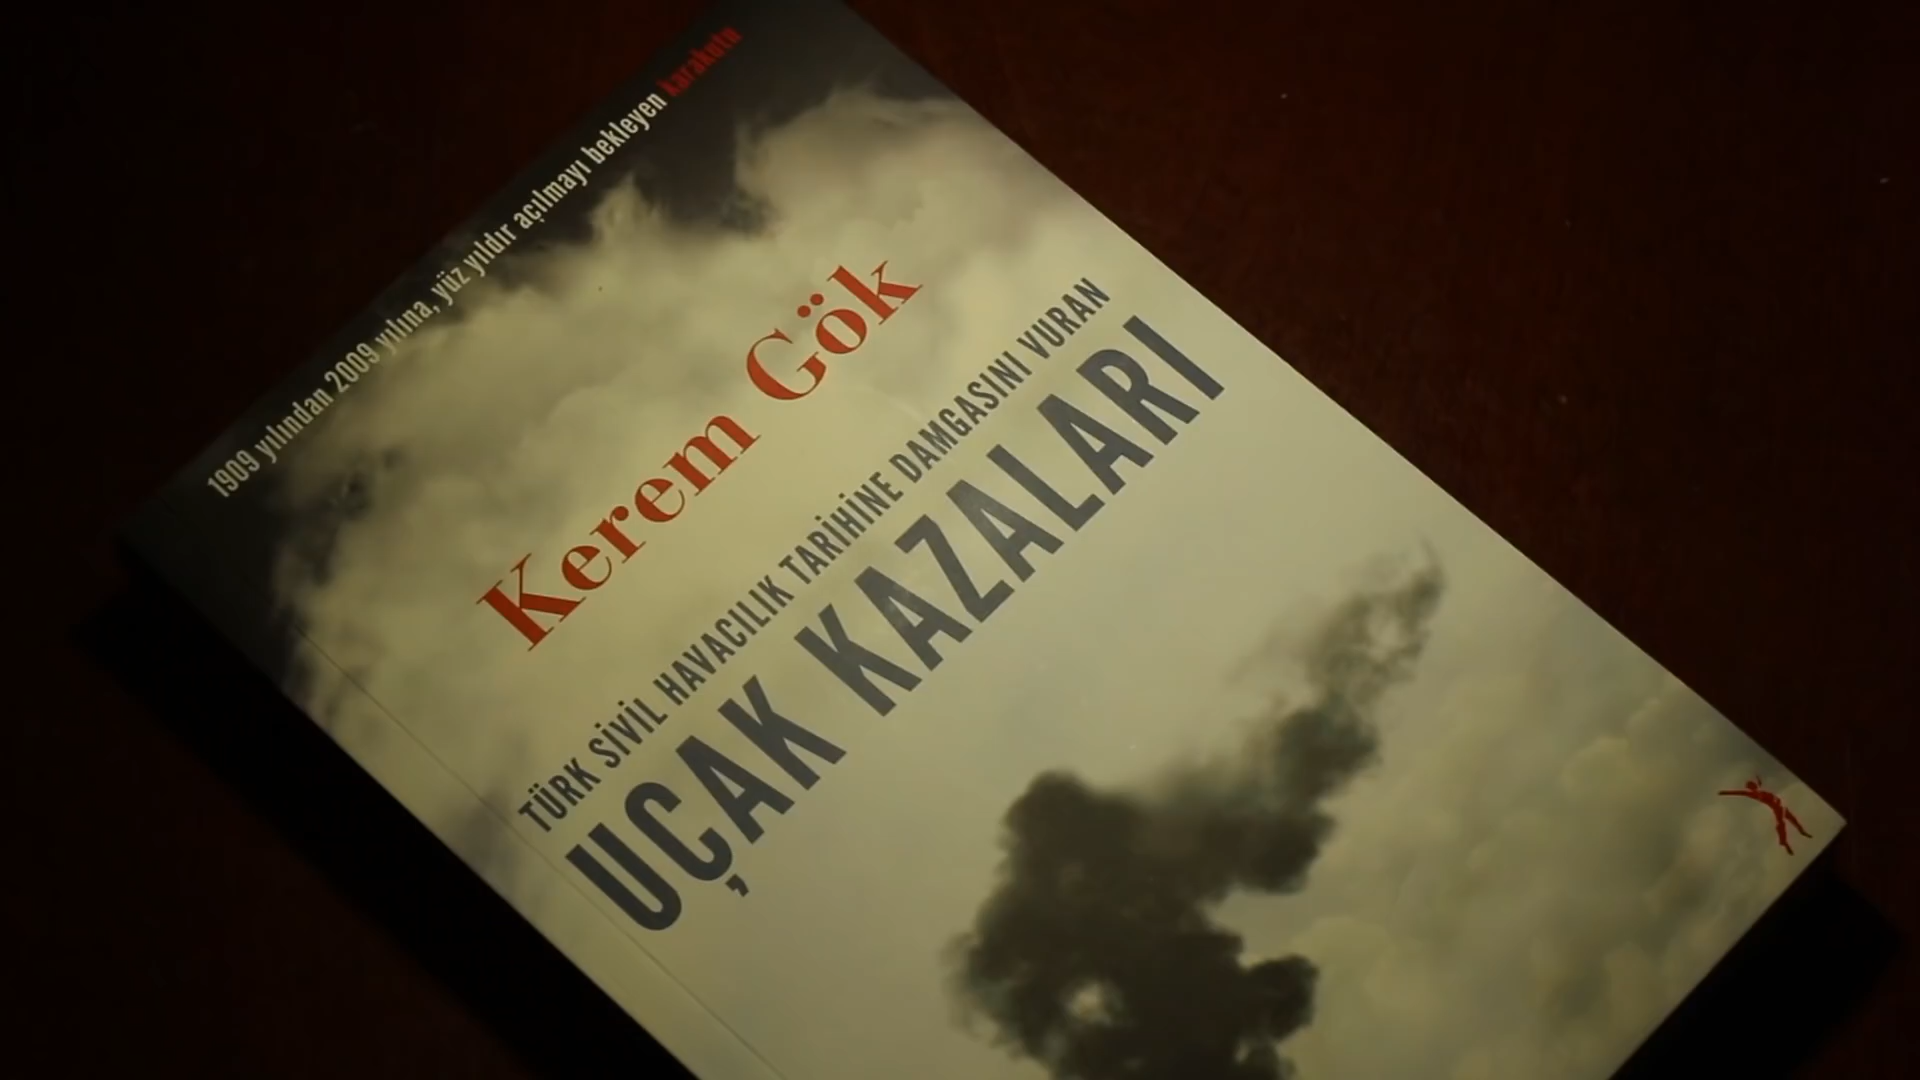 1909 yılından 2009 yılına, yüz yıldır açılmayı bekleyen karakutu
Kerem Gök
TÜRK SİVİL HAVACILIK TARİHİNE DAMGASINI VURAN
UÇAK KAZALARI